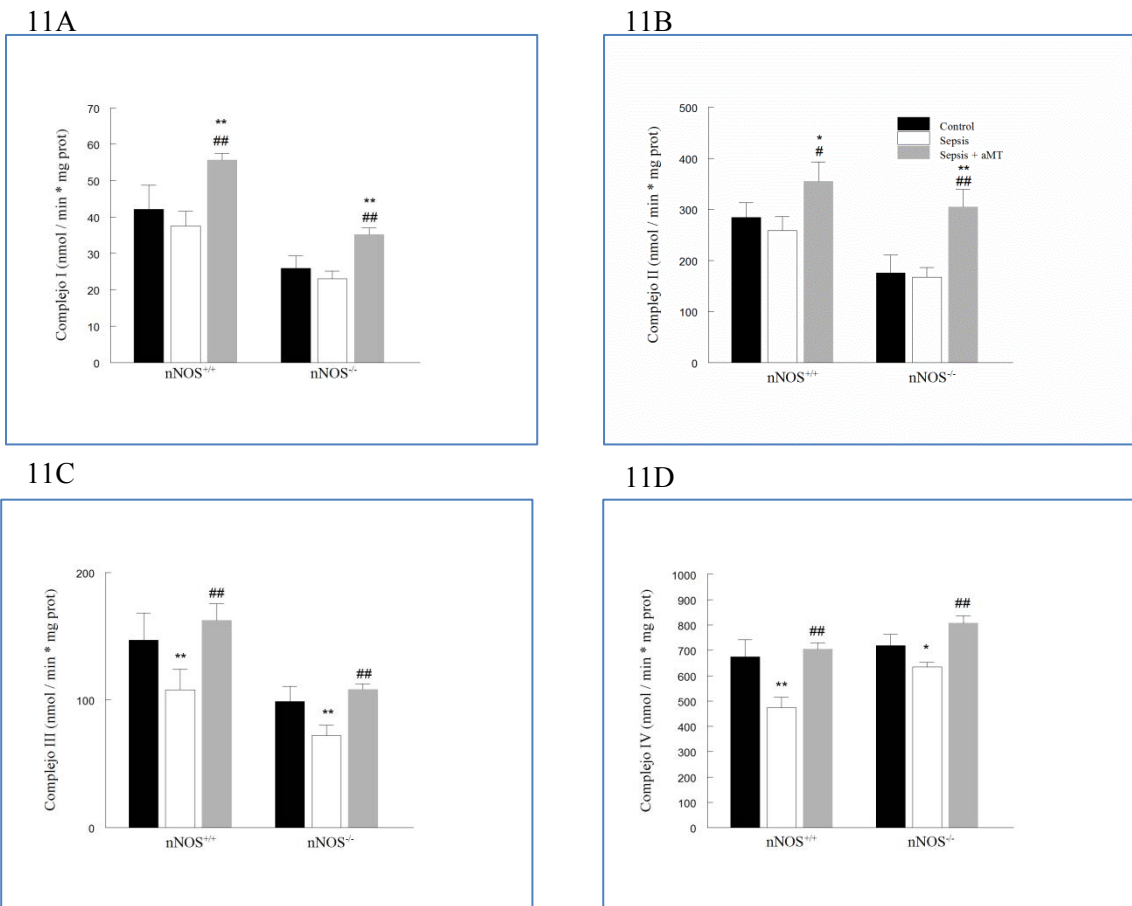 11A
Complejo I (nmol / min * mg prot)
70
60
50
40
30
20
10
0
**
##
**
##
nNOS+/+
nNOS-/-
11B
Complejo II (nmol / min * mg prot)
500
400
300
200
100
0
Control
Sepsis
Sepsis + aMT
*
#
**
##
nNOS+/+
nNOS-/-
11C
Complejo III (nmol / min * mg prot)
200
100
0
**
##
**
##
nNOS+/+
nNOS-/-
11D
Complejo IV (nmol / min * mg prot)
1000
900
800
700
600
500
400
300
200
100
0
**
##
*
##
nNOS+/+
nNOS-/-